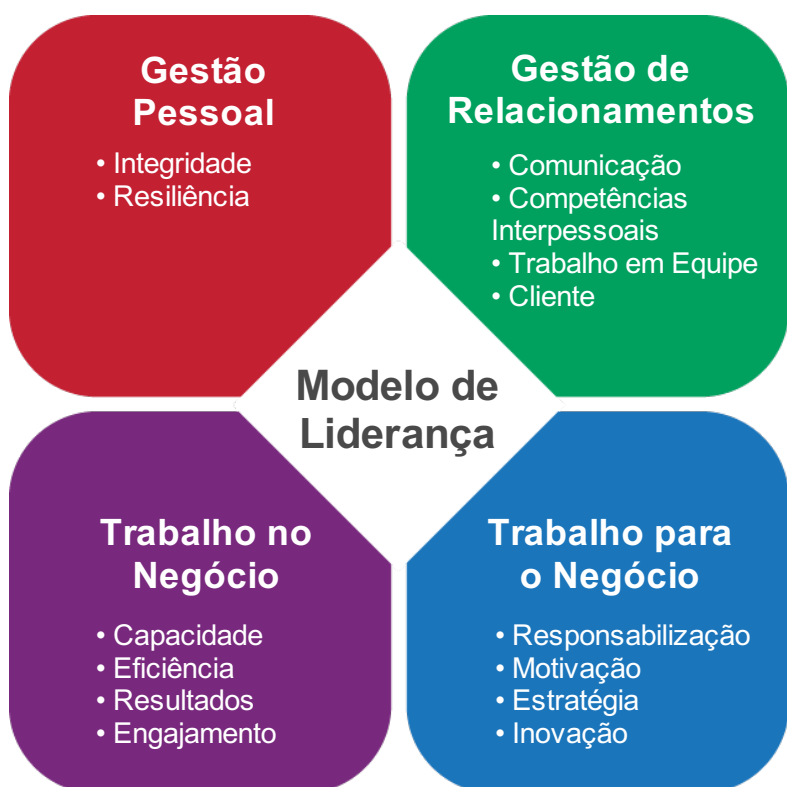 Gestão
Pessoal
• Integridade
• Resiliência
Gestão de
Relacionamentos
• Comunicação
• Competências
Interpessoais
• Trabalho em Equipe
• Cliente
Modelo de
Liderança
Trabalho no
Negócio
• Capacidade
• Eficiência
• Resultados
• Engajamento
Trabalho para
o Negócio
• Responsabilização
• Motivação
• Estratégia
• Inovação